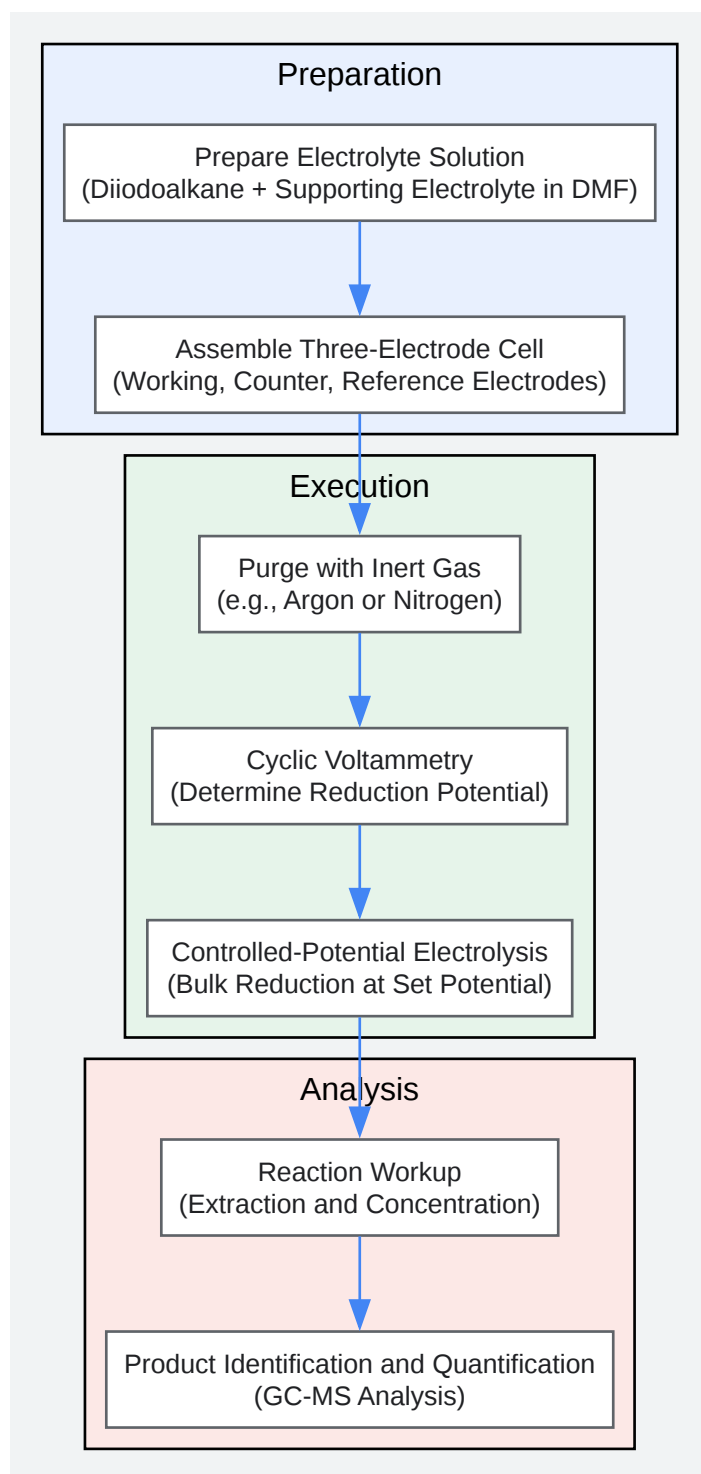 Preparation
Prepare Electrolyte Solution
(Diiodoalkane + Supporting Electrolyte in DMF)
Assemble Three-Electrode Cell
(Working, Counter, Reference Electrodes)
Execution
Purge with Inert Gas
(e.g., Argon or Nitrogen)
Cyclic Voltammetry
(Determine Reduction Potential)
Controlled-Potential Electrolysis
(Bulk Reduction at Set Potential)
Analysis
Reaction Workup
(Extraction and Concentration)
Product Identification and Quantification
(GC-MS Analysis)